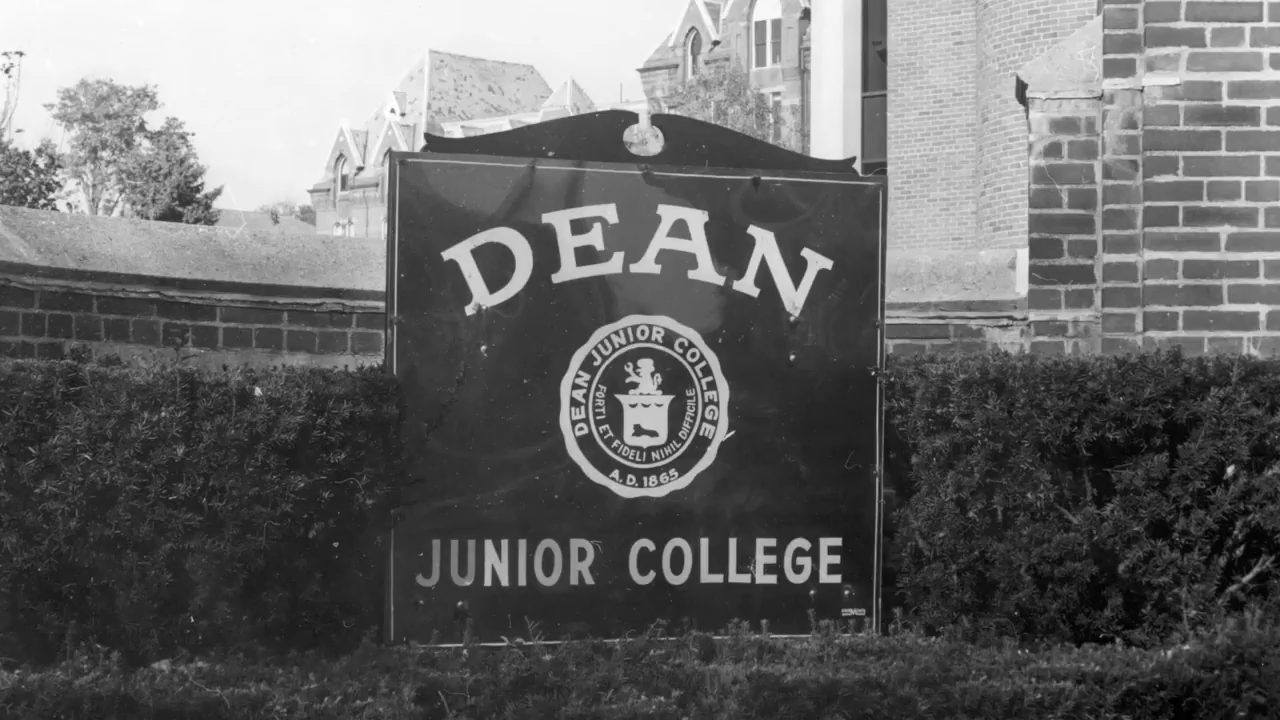 DEAN
DEAN JUNIOR COLLEGE
FORTI ET FIDELI NIHIL DIFFICILE
A.D. 1865
JUNIOR COLLEGE